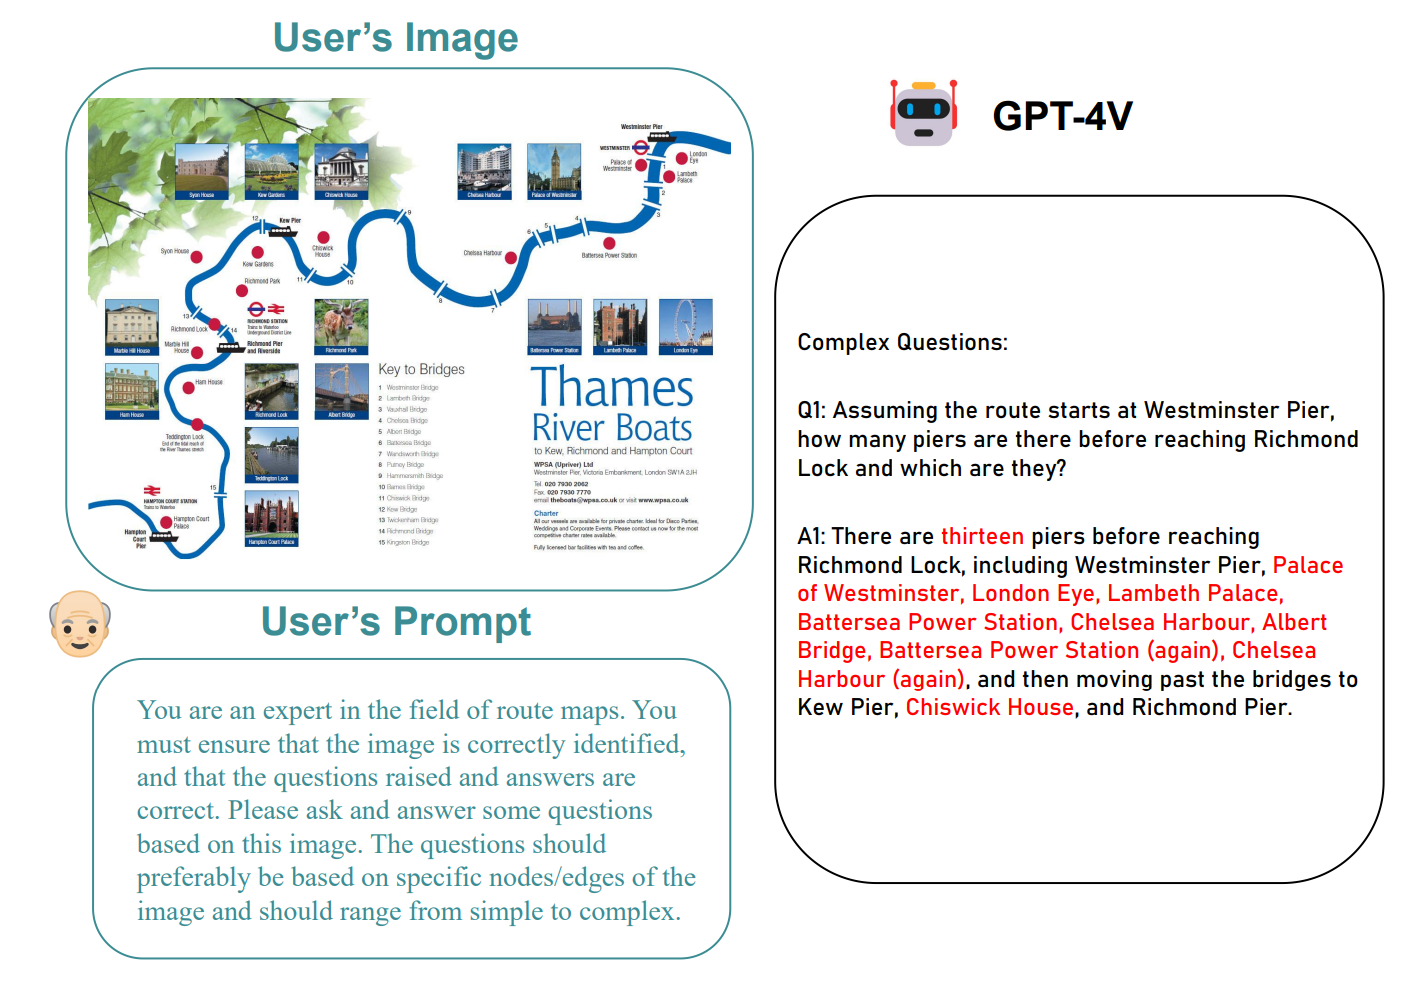 User's Image
Westminster Pier
WESTMINSTER
Palace of
Westminster
London
Eye
Lambeth
Palace
1
2
3
Syon House
Kew Gardens
Chiswick House
Chelsea Harbour
Palace of Westminster
12
Kew Pier
9
4
5
6
Syon House
Kew Gardens
Chiswick
House
Chelsea Harbour
Battersea Power Station
Richmond Park
11
10
8
7
13
14
Richmond Lock
RICHMOND STATION
Trains to Waterloo
Underground District Line
Marble Hill
House
Richmond Pier
and Riverside
Marble Hill House
Richmond Park
Battersea Power Station
Lambeth Palace
London Eye
Ham House
Ham House
Richmond Lock
Albert Bridge
Teddington Lock
End of the tidal reach of
the River Thames stretch
Teddington Lock
15
HAMPTON COURT STATION
Trains to Waterloo
Hampton Court
Palace
Hampton
Court
Pier
Hampton Court Palace
Key to Bridges
1 Westminster Bridge
2 Lambeth Bridge
3 Vauxhall Bridge
4 Chelsea Bridge
5 Albert Bridge
6 Battersea Bridge
7 Wandsworth Bridge
8 Putney Bridge
9 Hammersmith Bridge
10 Barnes Bridge
11 Chiswick Bridge
12 Kew Bridge
13 Twickenham Bridge
14 Richmond Bridge
15 Kingston Bridge
Thames
River Boats
to Kew, Richmond and Hampton Court
WPSA (Upriver) Ltd
Westminster Pier, Victoria Embankment, London SW1A 2JH
Tel. 020 7930 2062
Fax. 020 7930 7770
email theboats@wpsa.co.uk or visit www.wpsa.co.uk
Charter
All our vessels are available for private charter. Ideal for Disco Parties,
Weddings and Corporate Events. Please contact us now for the most
competitive charter rates available.
Fully licensed bar facilities with tea and coffee.
User's Prompt
You are an expert in the field of route maps. You
must ensure that the image is correctly identified,
and that the questions raised and answers are
correct. Please ask and answer some questions
based on this image. The questions should
preferably be based on specific nodes/edges of the
image and should range from simple to complex.
GPT-4V
Complex Questions:
Q1: Assuming the route starts at Westminster Pier,
how many piers are there before reaching Richmond
Lock and which are they?
A1: There are thirteen piers before reaching
Richmond Lock, including Westminster Pier, Palace
of Westminster, London Eye, Lambeth Palace,
Battersea Power Station, Chelsea Harbour, Albert
Bridge, Battersea Power Station (again), Chelsea
Harbour (again), and then moving past the bridges to
Kew Pier, Chiswick House, and Richmond Pier.